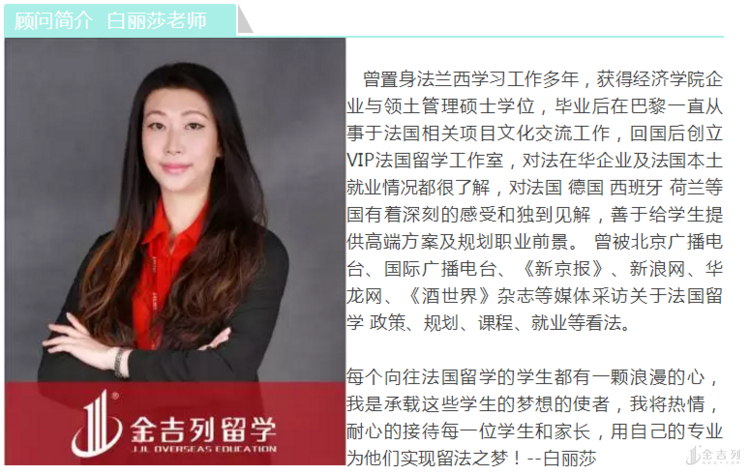 顾问简介 白丽莎老师
曾置身法兰西学习工作多年，获得经济学院企
业与领土管理硕士学位，毕业后在巴黎一直从
事于法国相关项目文化交流工作，回国后创立
VIP法国留学工作室，对法在华企业及法国本土
就业情况都很了解，对法国 德国 西班牙 荷兰等
国有着深刻的感受和独到见解，善于给学生提
供高端方案及规划职业前景。 曾被北京广播电
台、国际广播电台、《新京报》、新浪网、华
龙网、《酒世界》杂志等媒体采访关于法国留
学 政策、规划、课程、就业等看法。
每个向往法国留学的学生都有一颗浪漫的心，
我是承载这些学生的梦想的使者，我将热情，
耐心的接待每一位学生和家长，用自己的专业
为他们实现留法之梦！--白丽莎
金吉列留学
JJL OVERSEAS EDUCATION
金吉列